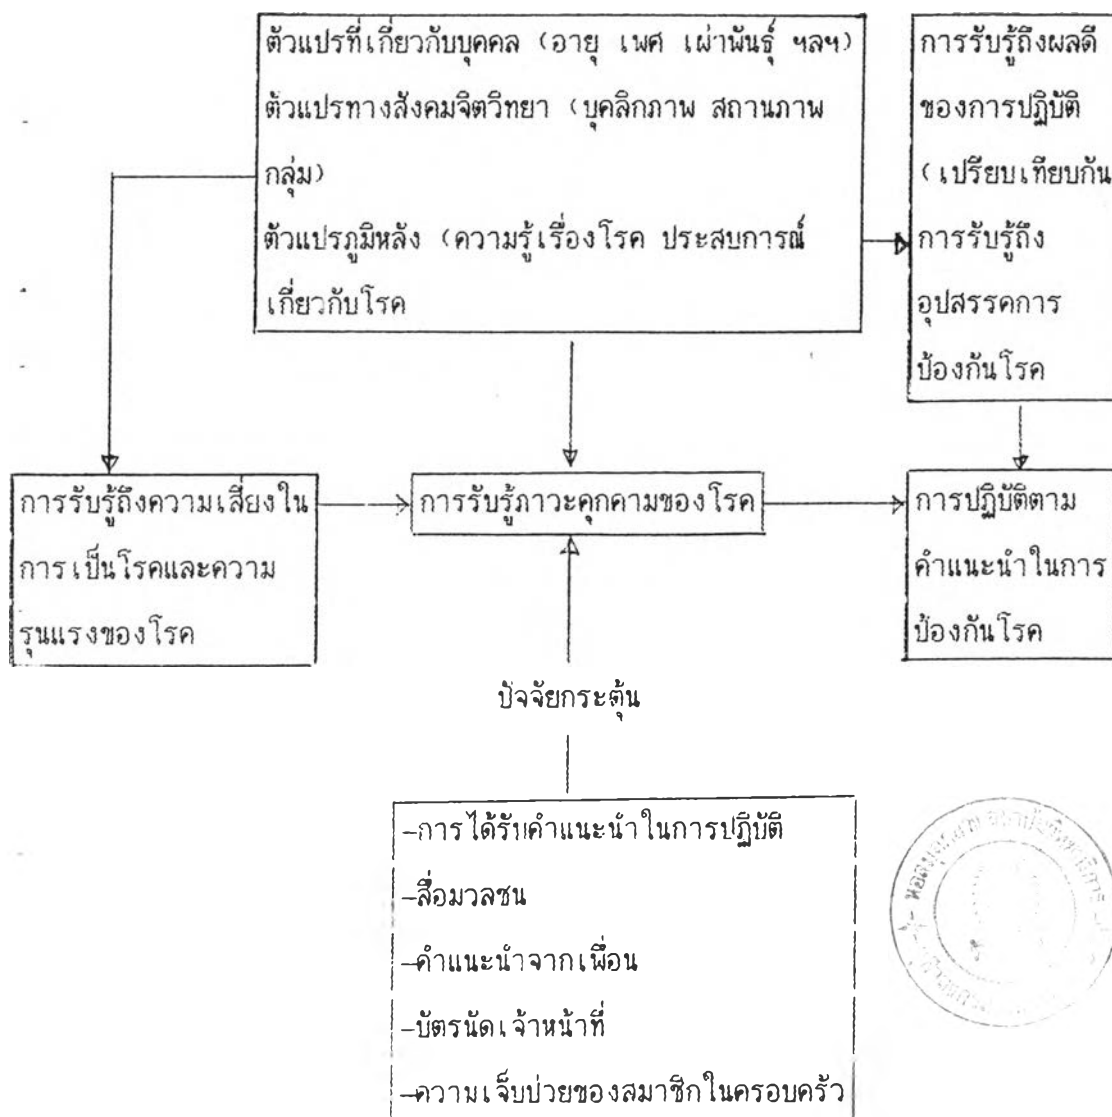 ตัวแปรที่เกี่ยวกับบุคคล (อายุ เพศ เผ่าพันธุ์ ฯลฯ)
ตัวแปรทางสังคมจิตวิทยา (บุคลิกภาพ สถานภาพ
กลุ่ม)
ตัวแปรภูมิหลัง (ความรู้เรื่องโรค ประสบการณ์
เกี่ยวกับโรค
การรับรู้ถึงผลดี
ของการปฏิบัติ
(เปรียบเทียบกัน
การรับรู้ถึง
อุปสรรคการ
ป้องกันโรค
การรับรู้ถึงความเสี่ยงใน
การเป็นโรคและความ
รุนแรงของโรค
การรับรู้ภาวะคุกคามของโรค
การปฏิบัติตาม
คำแนะนำในการ
ป้องกันโรค
ปัจจัยกระตุ้น
-การได้รับคำแนะนำในการปฏิบัติ
-สื่อมวลชน
-คำแนะนำจากเพื่อน
-บัตรนัดเจ้าหน้าที่
-ความเจ็บป่วยของสมาชิกในครอบครัว